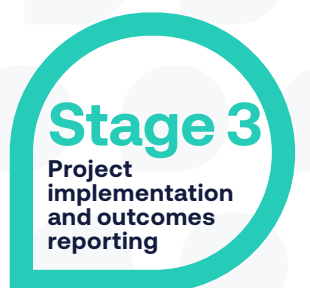 Stage 3
Project
implementation
and outcomes
reporting